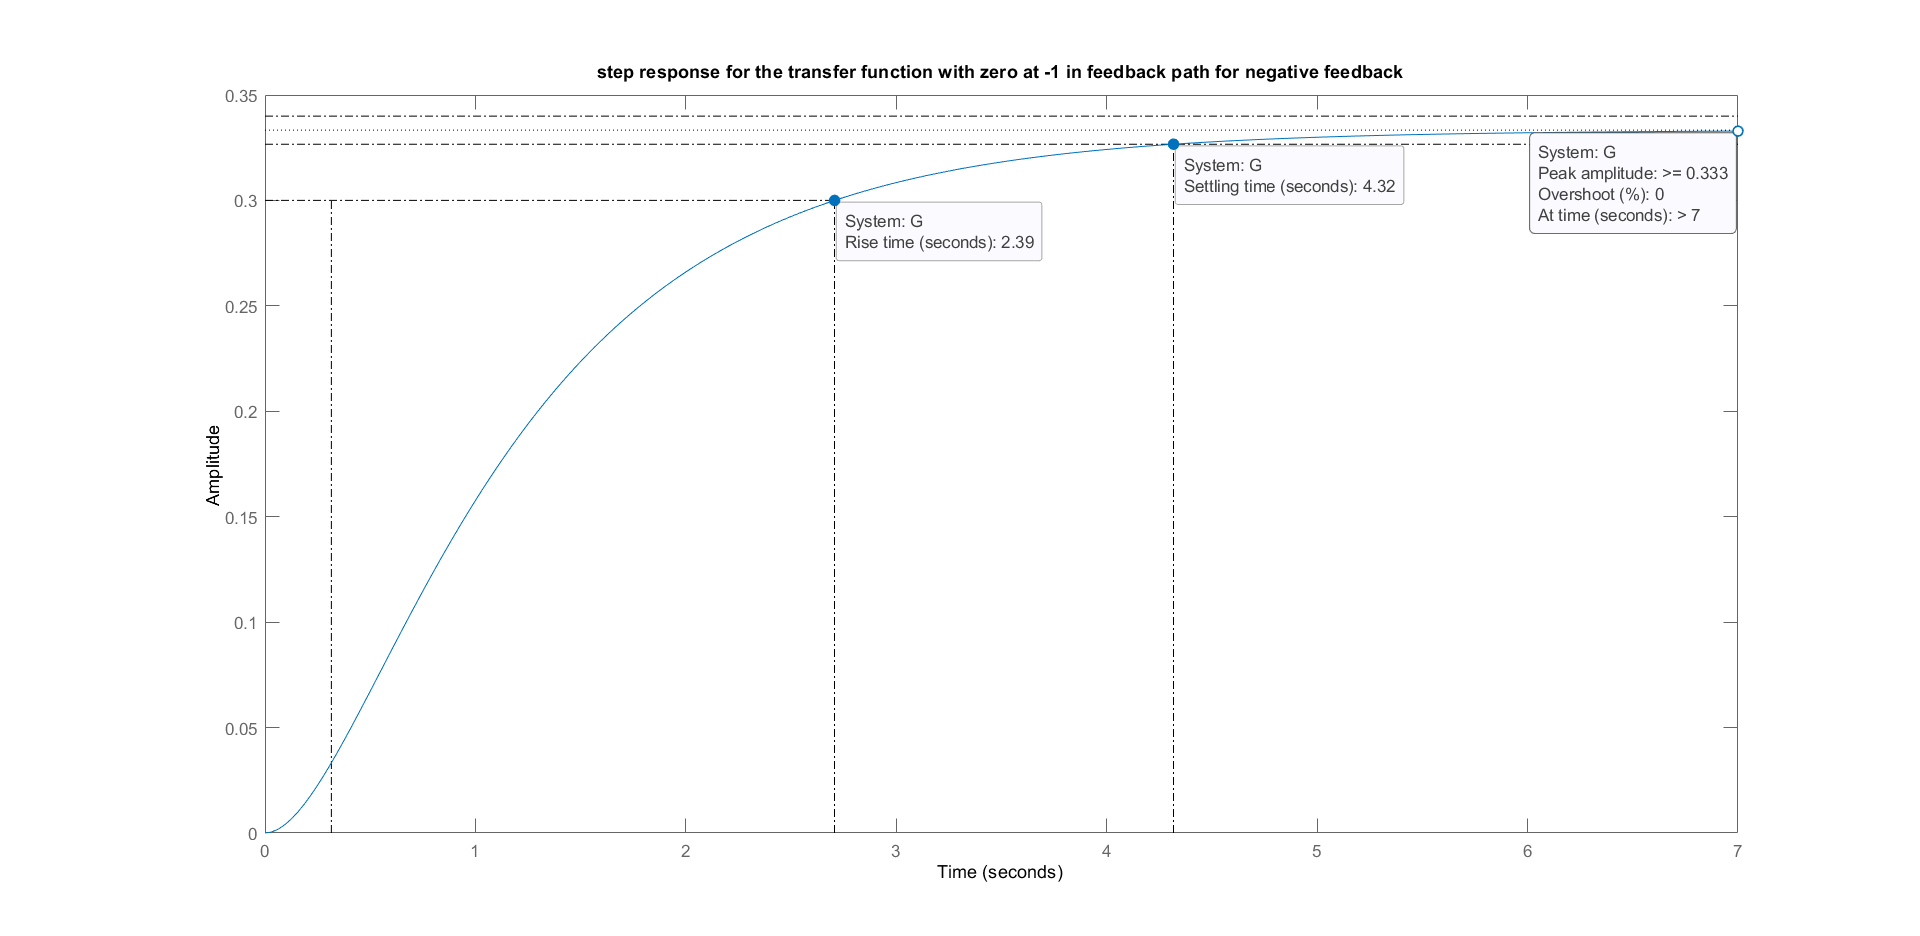 step response for the transfer function with zero at -1 in feedback path for negative feedback
0.35
0.3
0.25
0.2
0.15
0.1
0.05
0
Amplitude
System: G
Peak amplitude: >= 0.333
Overshoot (%): 0
At time (seconds): > 7
System: G
Settling time (seconds): 4.32
System: G
Rise time (seconds): 2.39
0 1 2 3 4 5 6 7
Time (seconds)